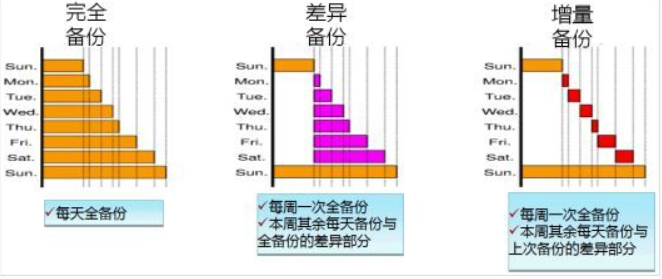 完全
备份
Sun.
Mon.
Tue.
Wed.
Thu.
Fri.
Sat.
Sun.
✓每天全备份
差异
备份
Sun.
Mon.
Tue.
Wed.
Thu.
Fri.
Sat.
Sun.
✓每周一次全备份
✓本周其余每天备份与
全备份的差异部分
增量
备份
Sun.
Mon.
Tue.
Wed.
Thu.
Fri.
Sat.
Sun.
✓每周一次全备份
✓本周其余每天备份与
上次备份的差异部分